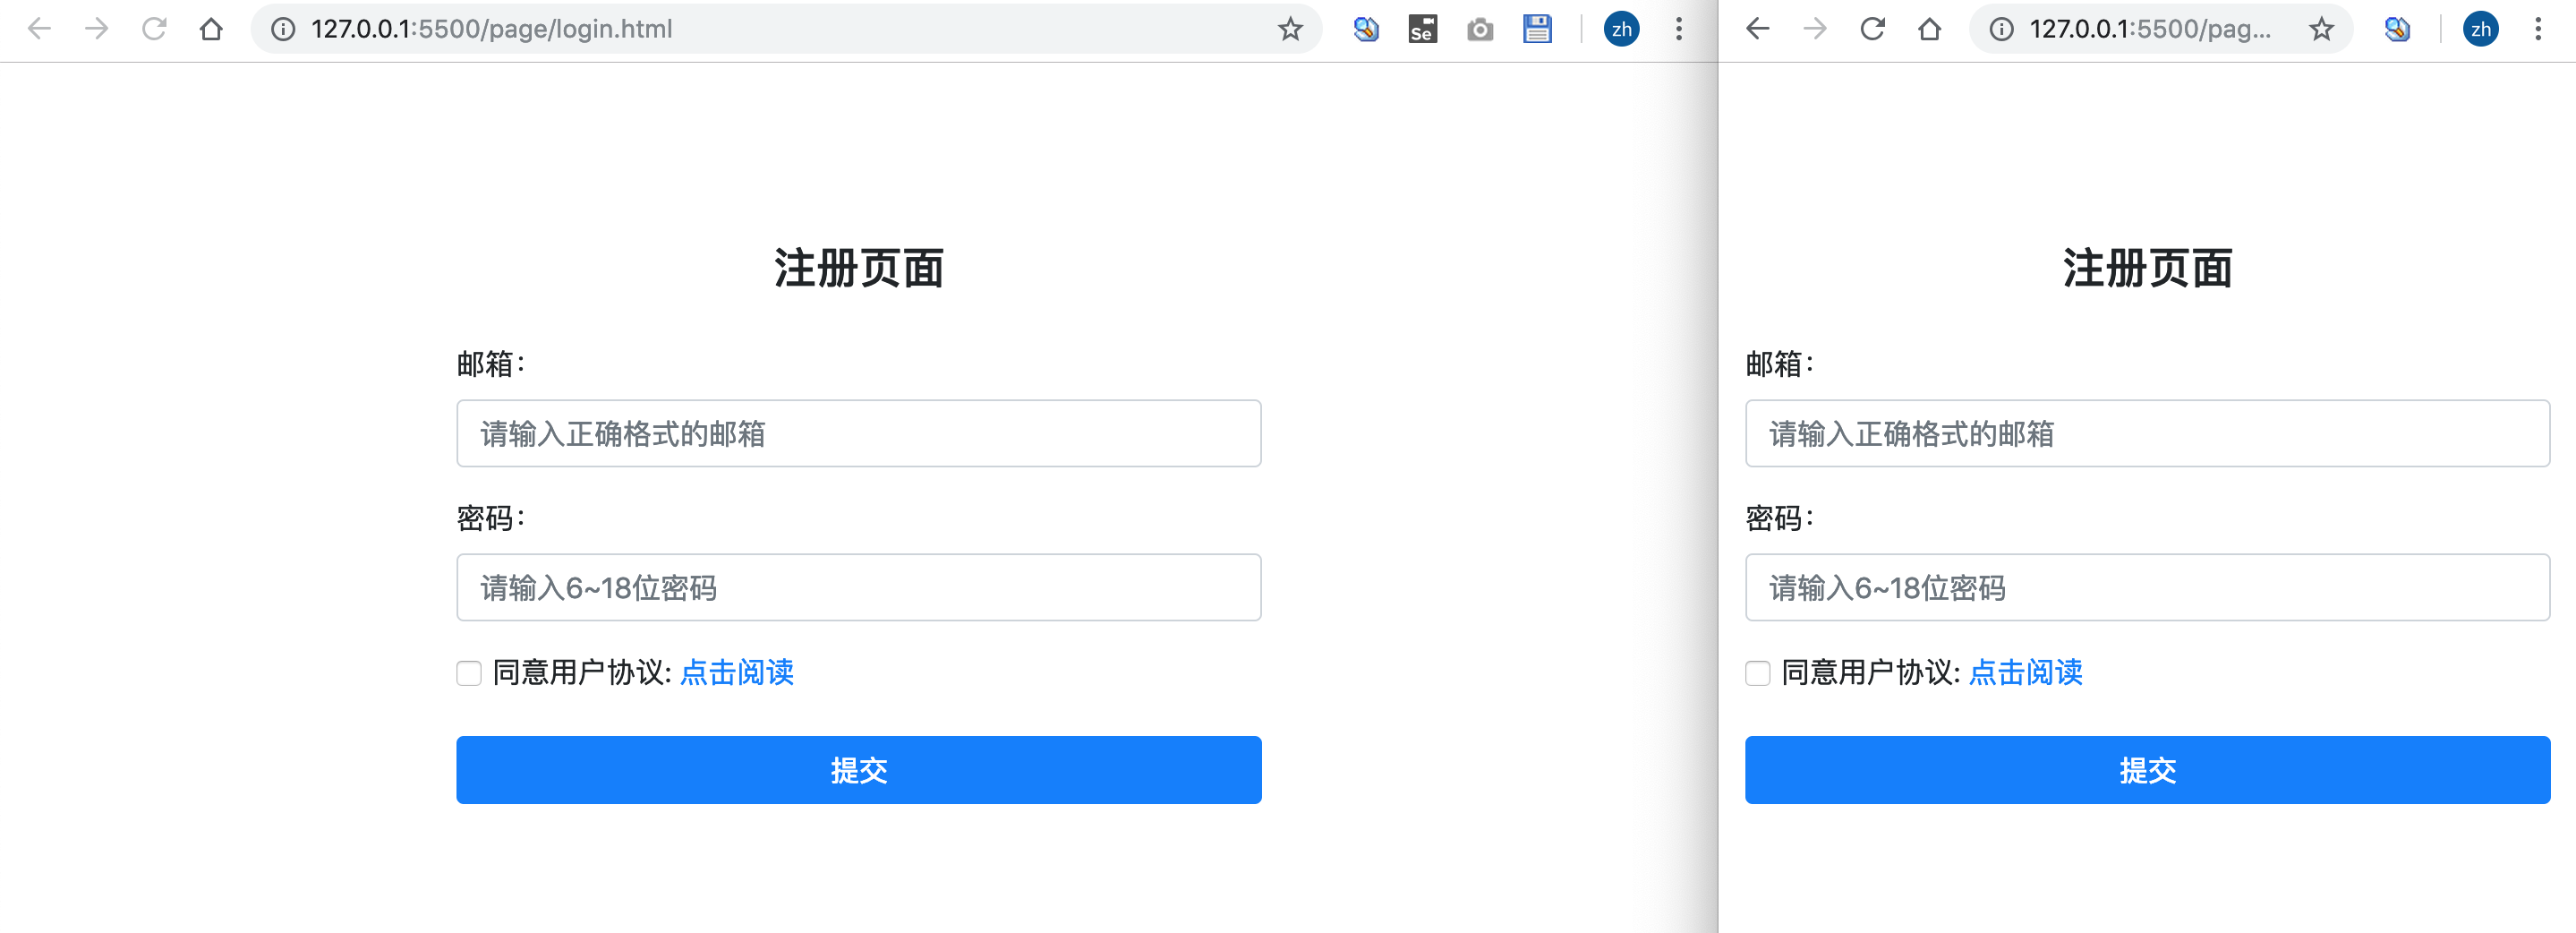 127.0.0.1:5500/page/login.html
Se
zh
注册页面
邮箱：
请输入正确格式的邮箱
密码：
请输入6~18位密码
同意用户协议: 点击阅读
提交
127.0.0.1:5500/pag...
zh
注册页面
邮箱：
请输入正确格式的邮箱
密码：
请输入6~18位密码
同意用户协议: 点击阅读
提交